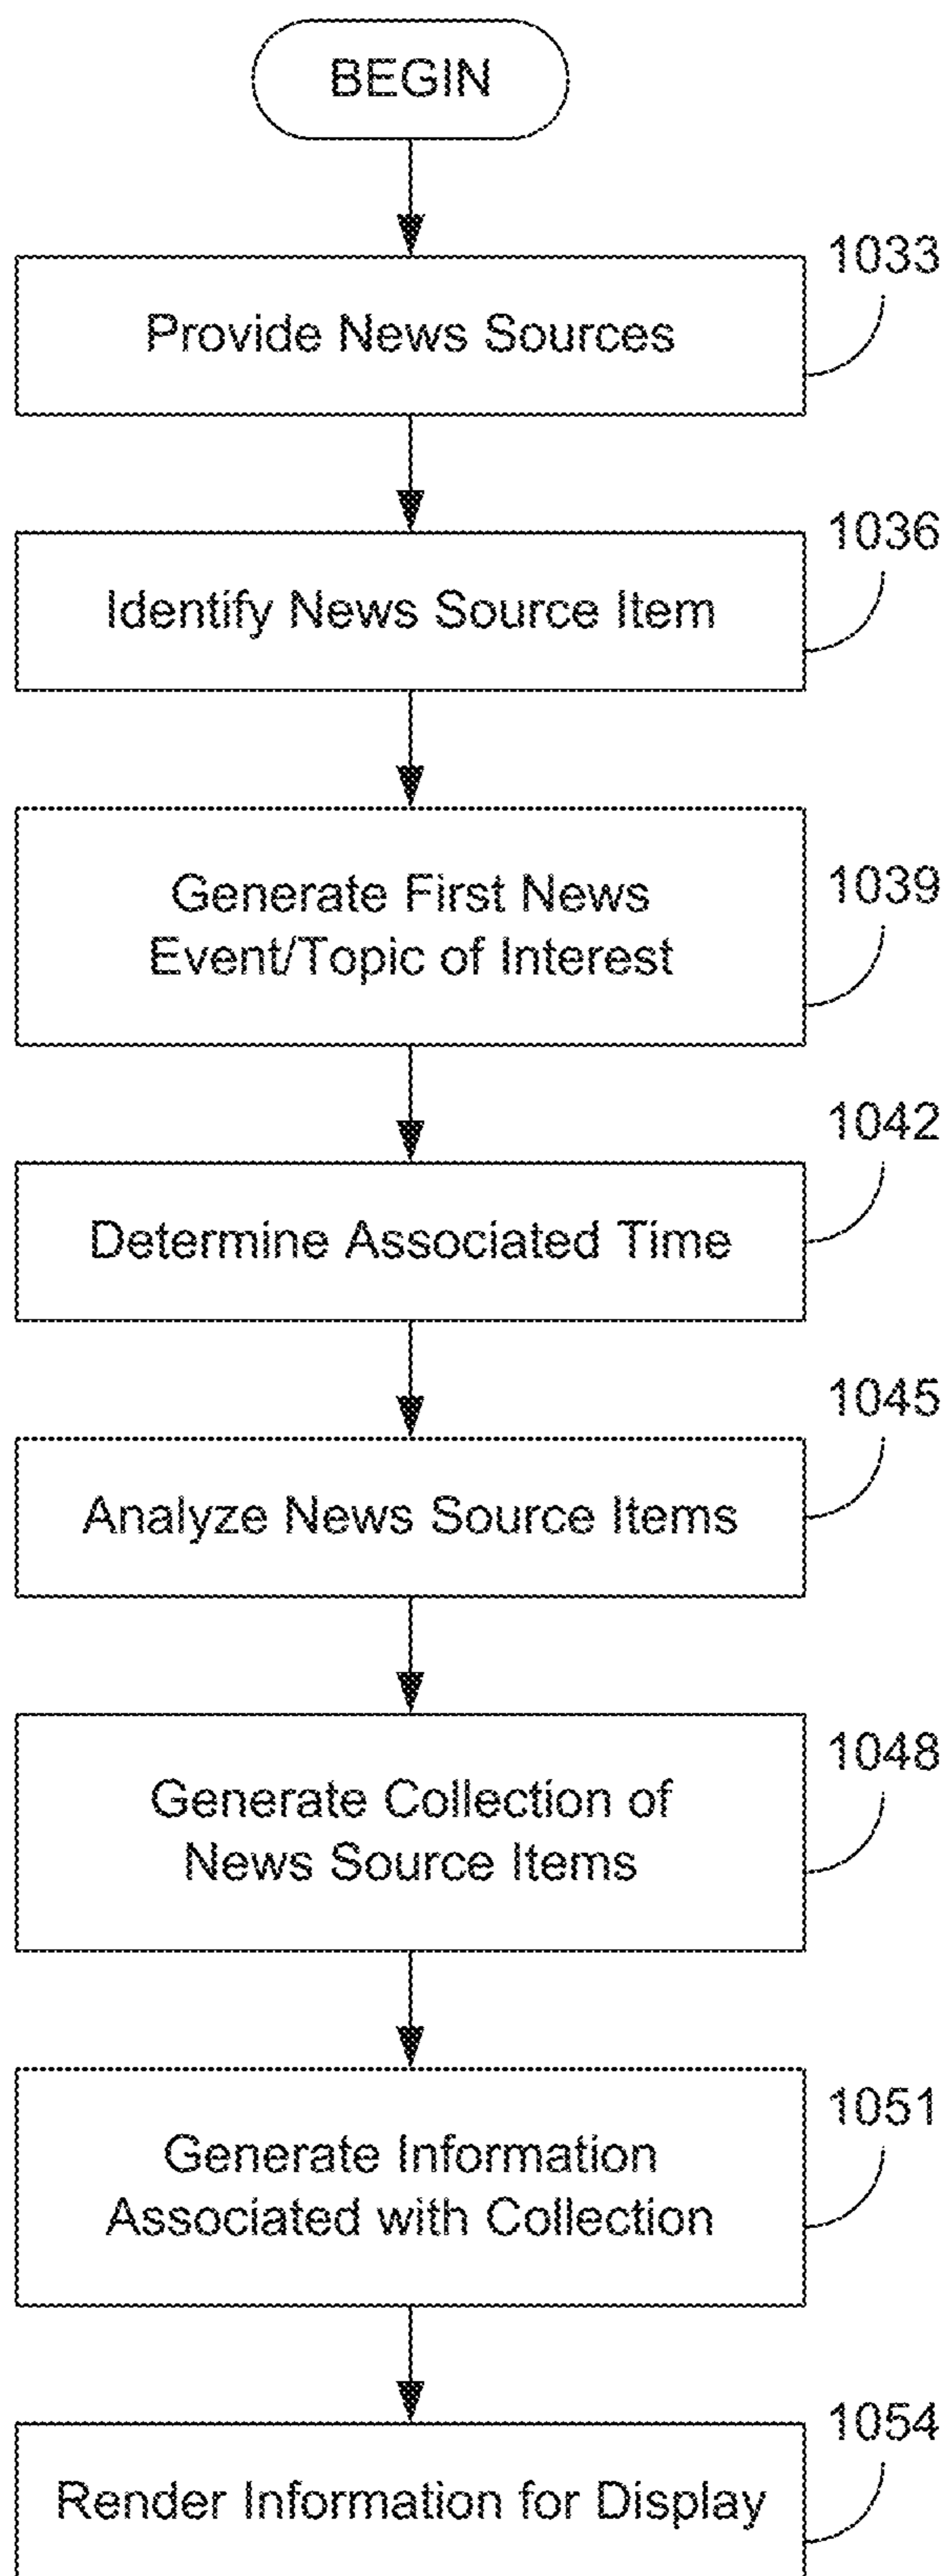 BEGIN
1033
Provide News Sources
1036
Identify News Source Item
1039
Generate First News
Event/Topic of Interest
1042
Determine Associated Time
1045
Analyze News Source Items
1048
Generate Collection of
News Source Items
1051
Generate Information
Associated with Collection
1054
Render Information for Display